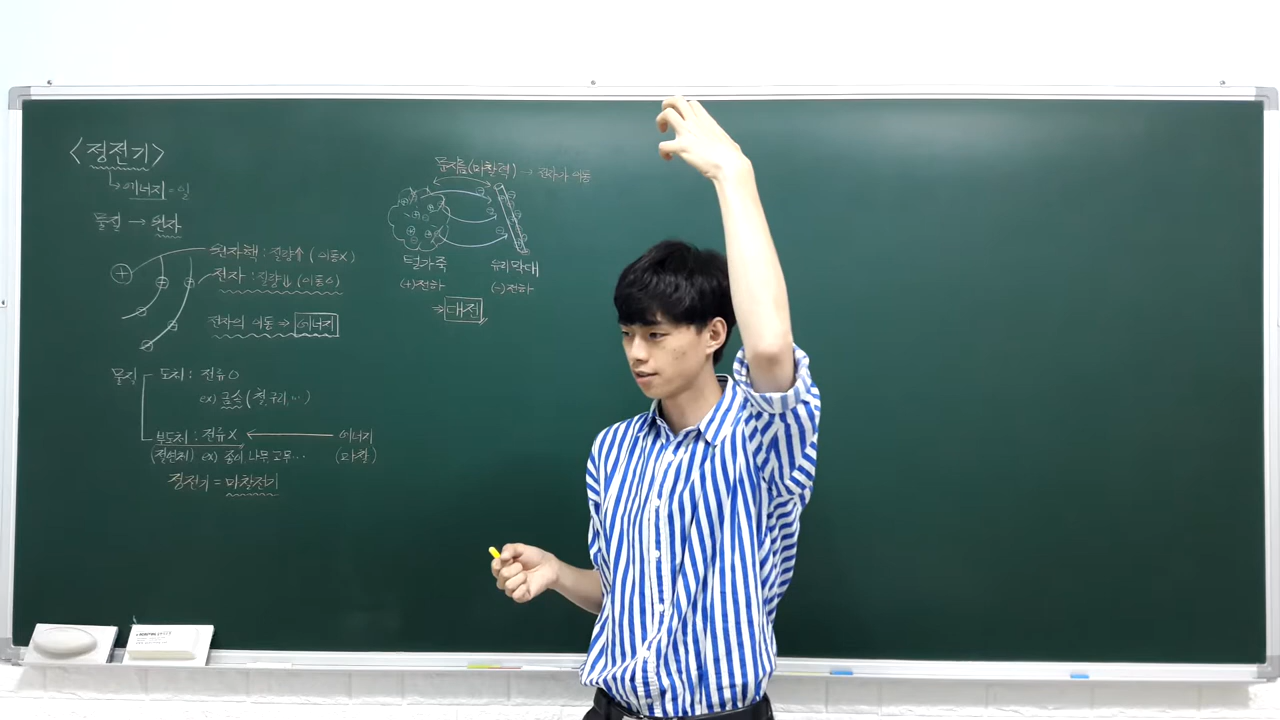 <정전기>
↳ 에너지 = 일
물질 → 원자
원자핵 : 질량↑ (이동X)
전자 : 질량↓ (이동O)
전자의 이동 ⇒ 에너지
물질
도체 : 전류O
ex) 금속 (철, 구리, ...)
부도체 : 전류X ← 에너지
(절연체) ex) 종이, 나무, 고무... (마찰)
정전기 = 마찰전기
문지름(마찰력) → 전자의 이동
털가죽 유리막대
(+)전하 (-)전하
⇒ 대전